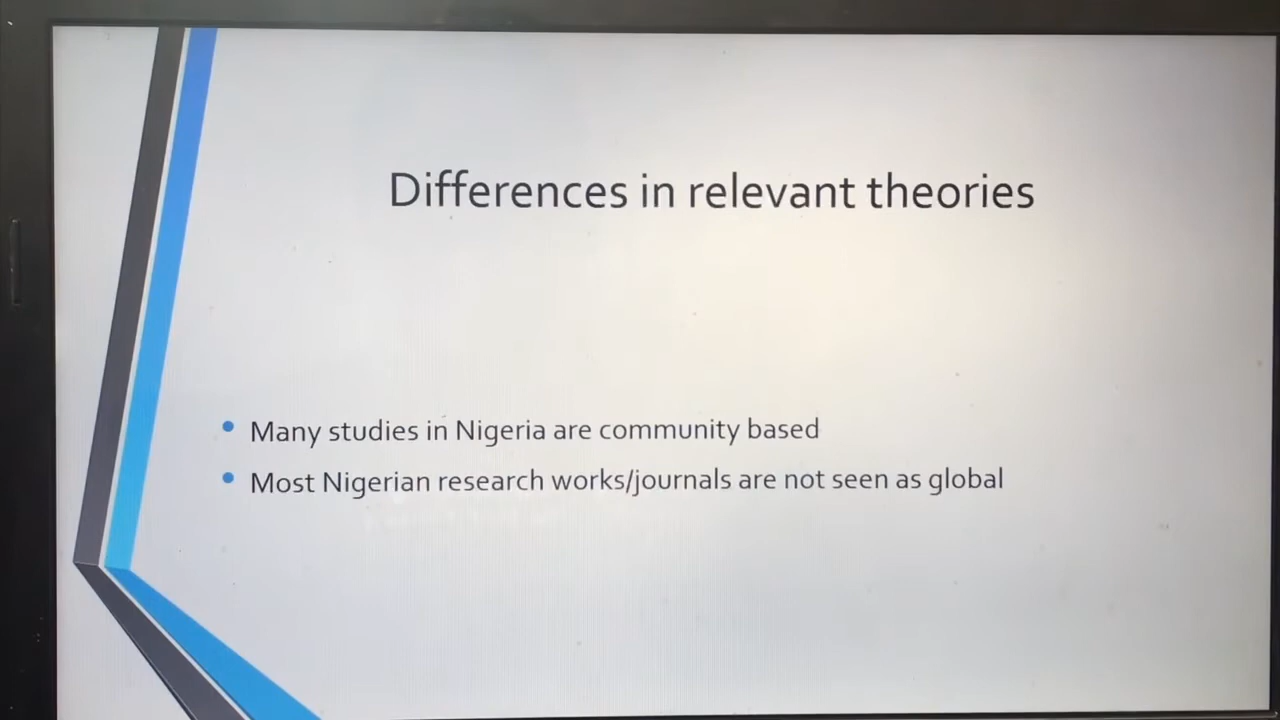 Differences in relevant theories
• Many studies in Nigeria are community based
• Most Nigerian research works/journals are not seen as global